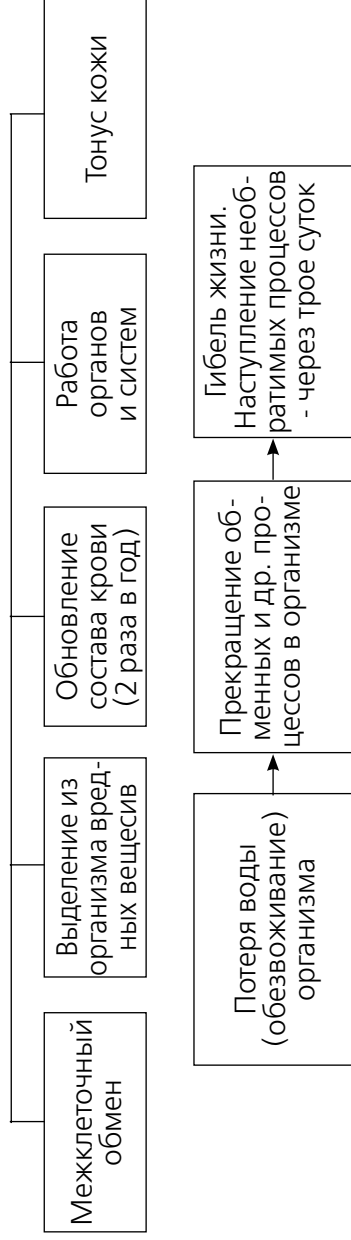 Межклеточный
обмен
Выделение из
организма вред-
ных вещесив
Обновление
состава крови
(2 раза в год)
Работа
органов
и систем
Тонус кожи
Потеря воды
(обезвоживание)
организма
Прекращение об-
менных и др. про-
цессов в организме
Гибель жизни.
Наступление необ-
ратимых процессов
- через трое суток